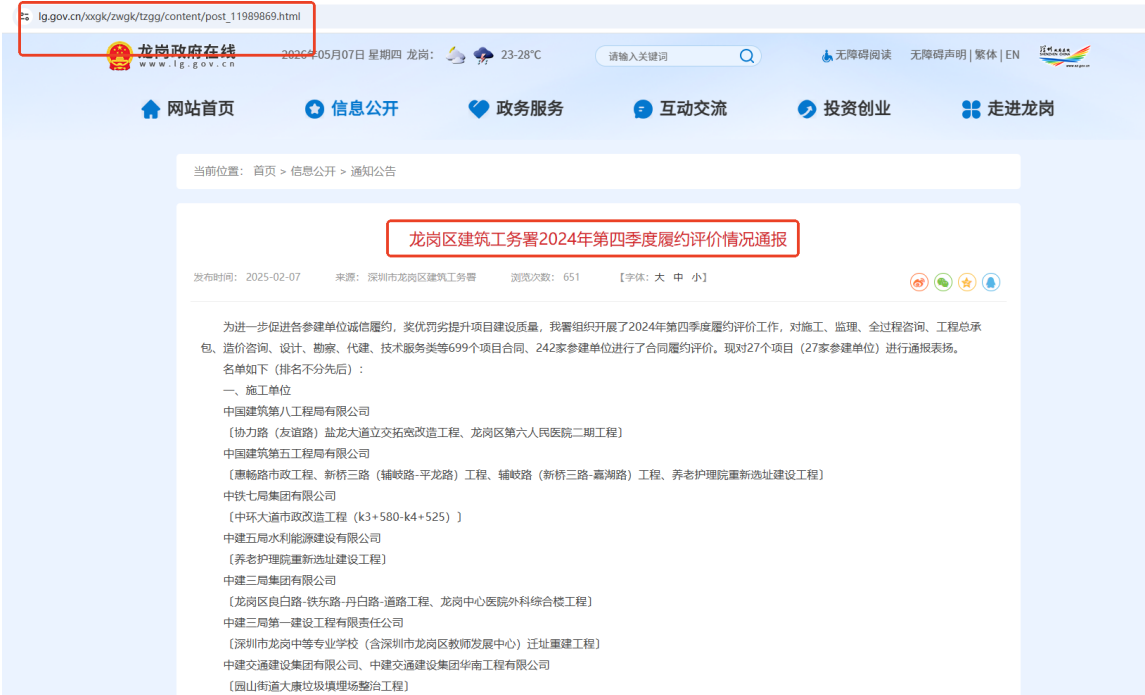 lg.gov.cn/xxgk/zwgk/tzgg/content/post_11989869.html
龙岗政府在线
www.lg.gov.cn
2026年05月07日 星期四 龙岗: 23-28℃
请输入关键词
无障碍阅读 无障碍声明 | 繁体 | EN
网站首页 信息公开 政务服务 互动交流 投资创业 走进龙岗
当前位置: 首页 > 信息公开 > 通知公告
龙岗区建筑工务署2024年第四季度履约评价情况通报
发布时间: 2025-02-07 来源: 深圳市龙岗区建筑工务署 浏览次数: 651 【字体: 大 中 小】
为进一步促进各参建单位诚信履约,奖优罚劣提升项目建设质量,我署组织开展了2024年第四季度履约评价工作,对施工、监理、全过程咨询、工程总承
包、造价咨询、设计、勘察、代建、技术服务类等699个项目合同、242家参建单位进行了合同履约评价。现对27个项目(27家参建单位)进行通报表扬。
名单如下(排名不分先后):
一、施工单位
中国建筑第八工程局有限公司
〔协力路(友谊路)盐龙大道立交拓宽改造工程、龙岗区第六人民医院二期工程〕
中国建筑第五工程局有限公司
〔惠畅路市政工程、新桥三路(辅岐路-平龙路)工程、辅岐路(新桥三路-嘉湖路)工程、养老护理院重新选址建设工程〕
中铁七局集团有限公司
〔中环大道市政改造工程(k3+580-k4+525)〕
中建五局水利能源建设有限公司
〔养老护理院重新选址建设工程〕
中建三局集团有限公司
〔龙岗区良白路-铁东路-丹白路-道路工程、龙岗中心医院外科综合楼工程〕
中建三局第一建设工程有限责任公司
〔深圳市龙岗中等专业学校(含深圳市龙岗区教师发展中心)迁址重建工程〕
中建交通建设集团有限公司、中建交通建设集团华南工程有限公司
〔园山街道大康垃圾填埋场整治工程〕